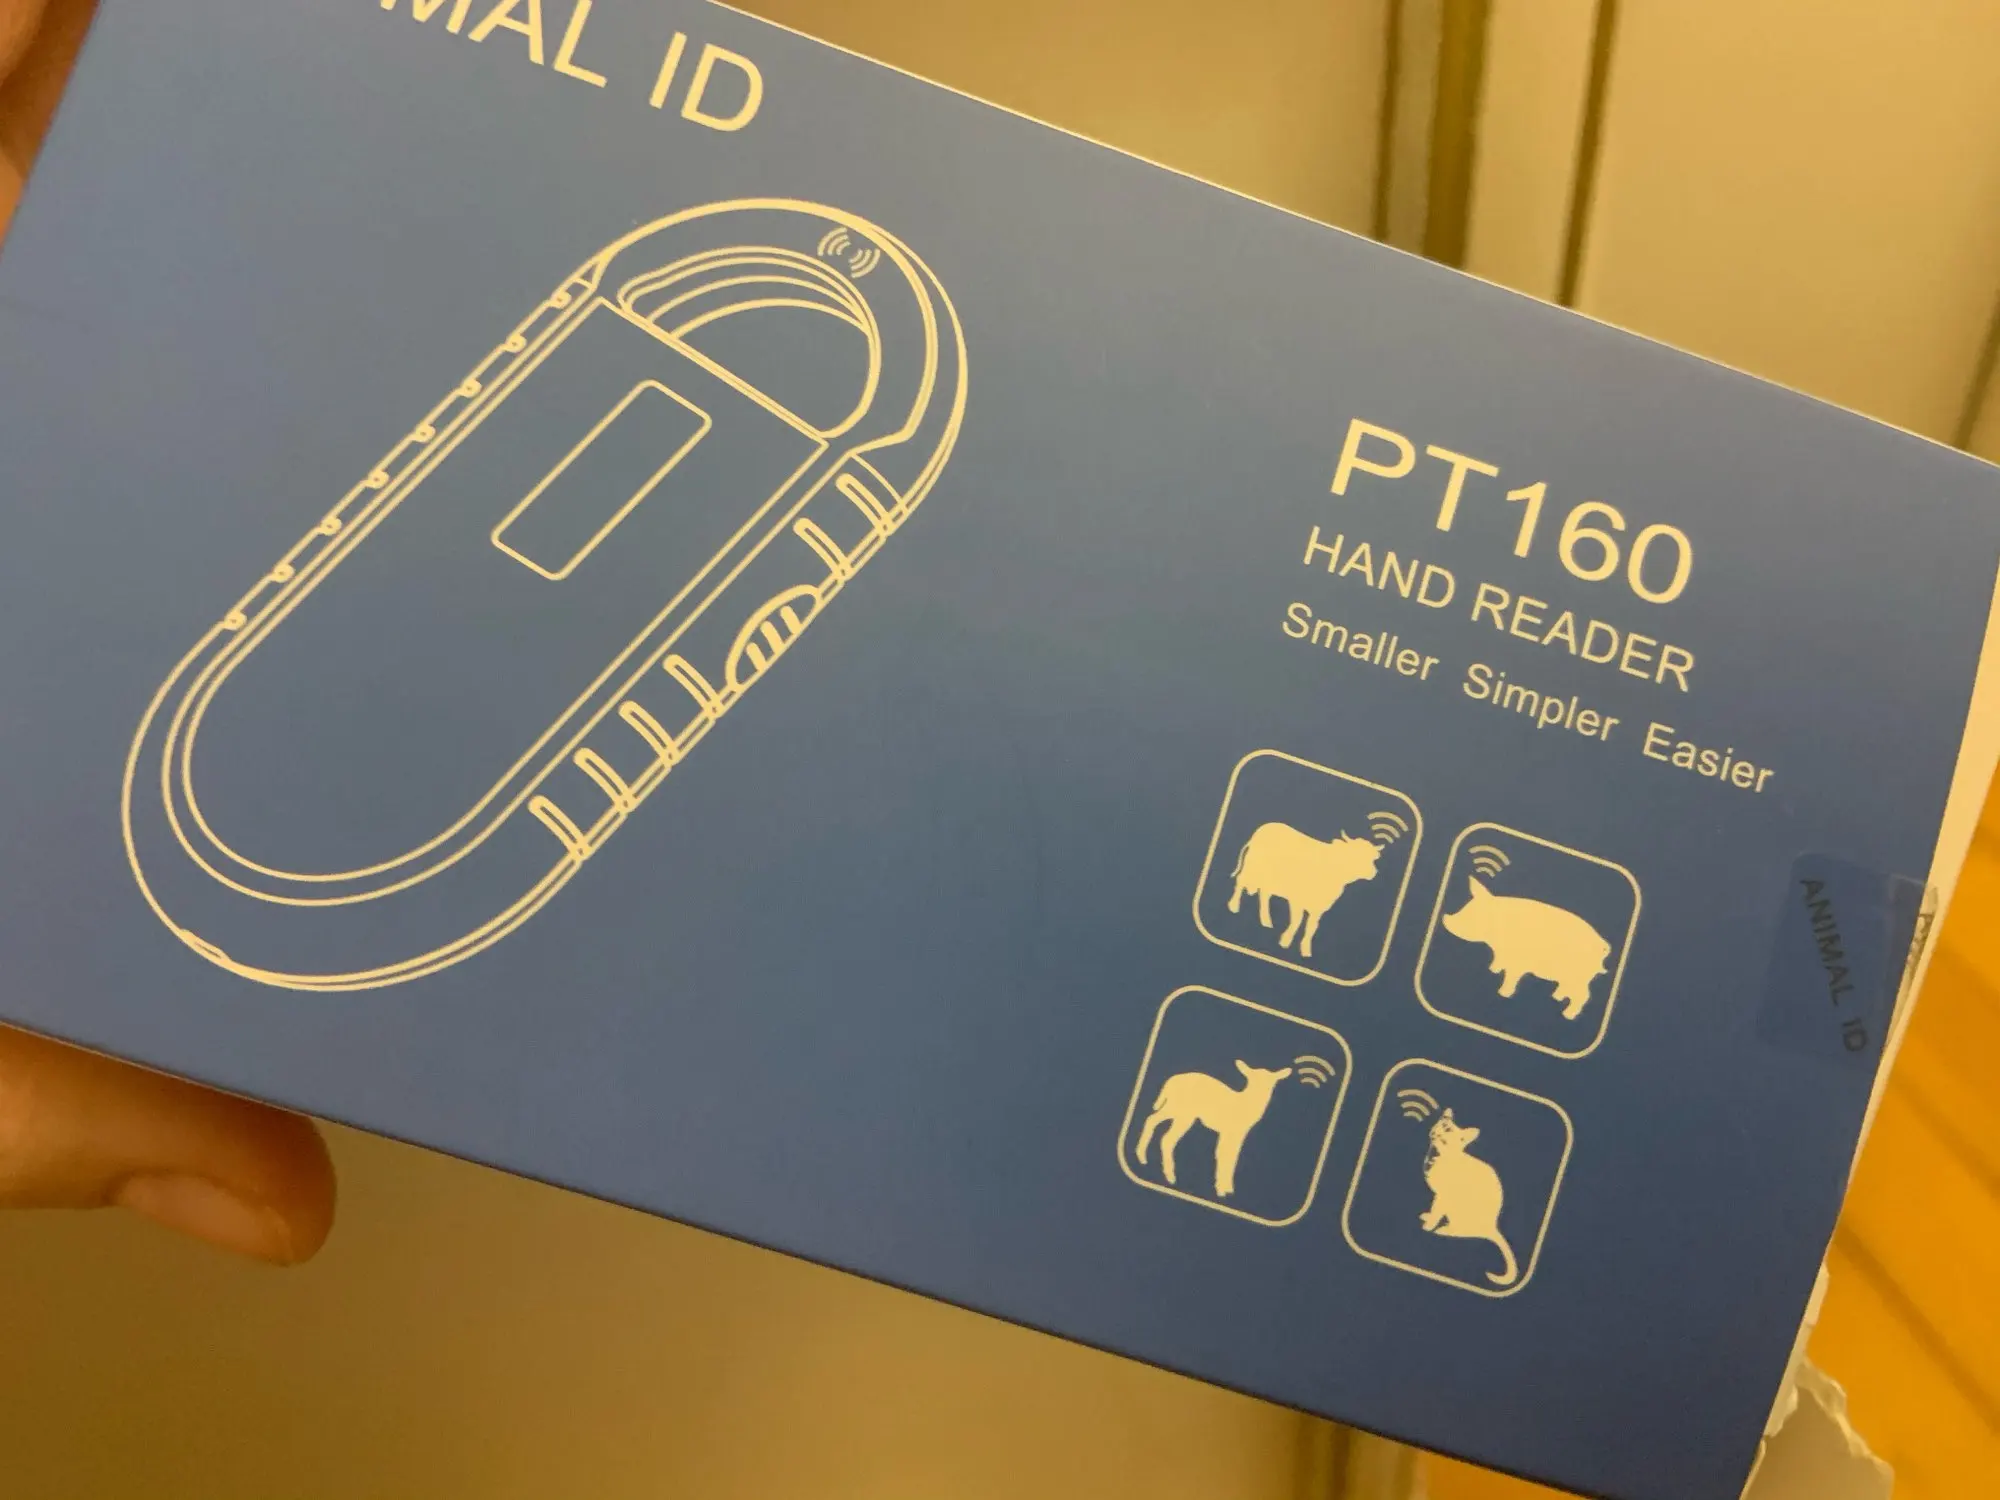 MAL ID
PT160
HAND READER
Smaller Simpler Easier
ANIMAL ID